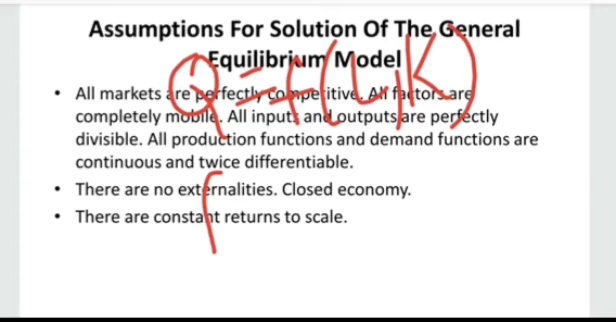 Assumptions For Solution Of The General
Equilibrium Model
Q = f(L,K)
• All markets are perfectly competitive. All factors are
completely mobile. All inputs and outputs are perfectly
divisible. All production functions and demand functions are
continuous and twice differentiable.
• There are no externalities. Closed economy.
• There are constant returns to scale.